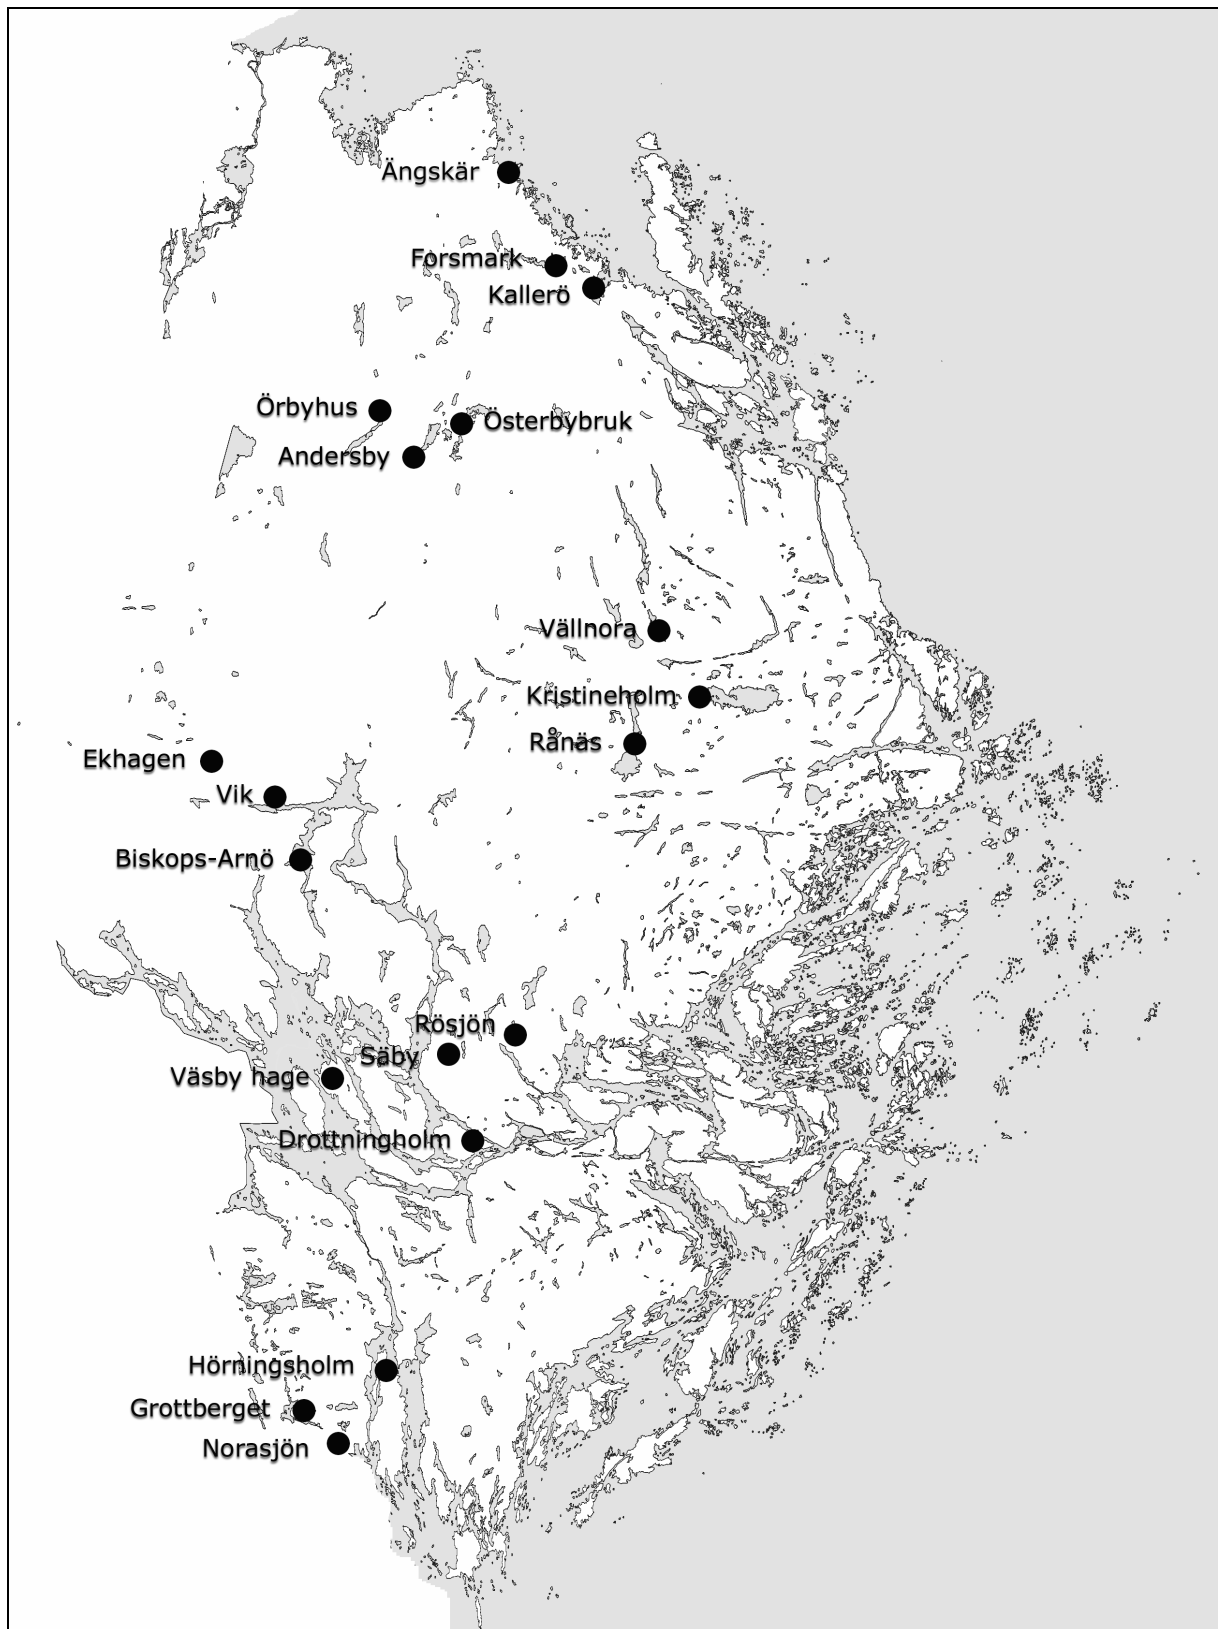 Ängskär
Forsmark
Kallerö
Örbyhus
Österbybruk
Andersby
Vällnora
Kristineholm
Rånäs
Ekhagen
Vik
Biskops-Arnö
Rösjön
Säby
Väsby hage
Drottningholm
Hörningsholm
Grottberget
Norasjön